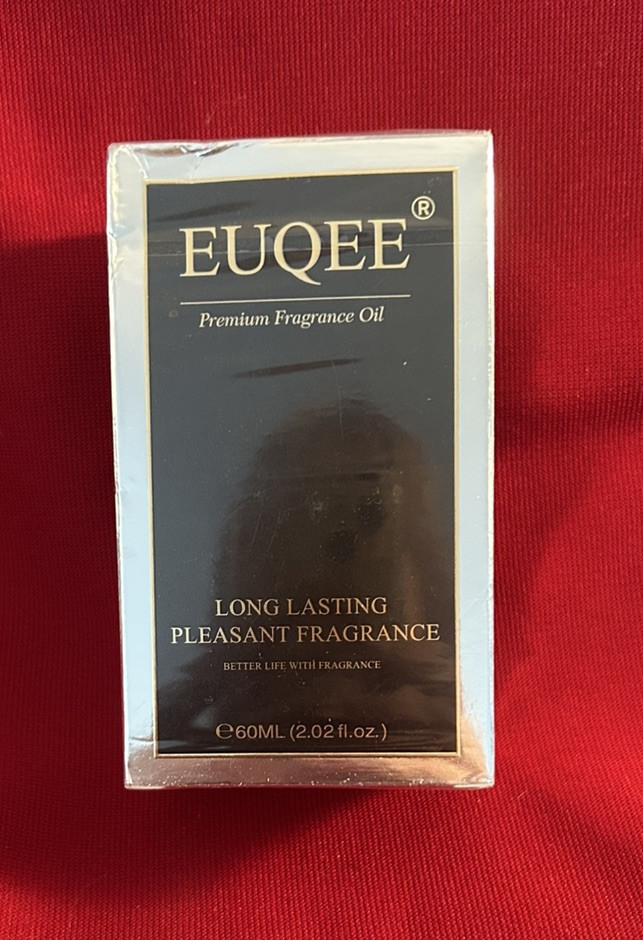 EUQEE®
Premium Fragrance Oil
LONG LASTING
PLEASANT FRAGRANCE
BETTER LIFE WITH FRAGRANCE
℮60ML (2.02 fl.oz.)